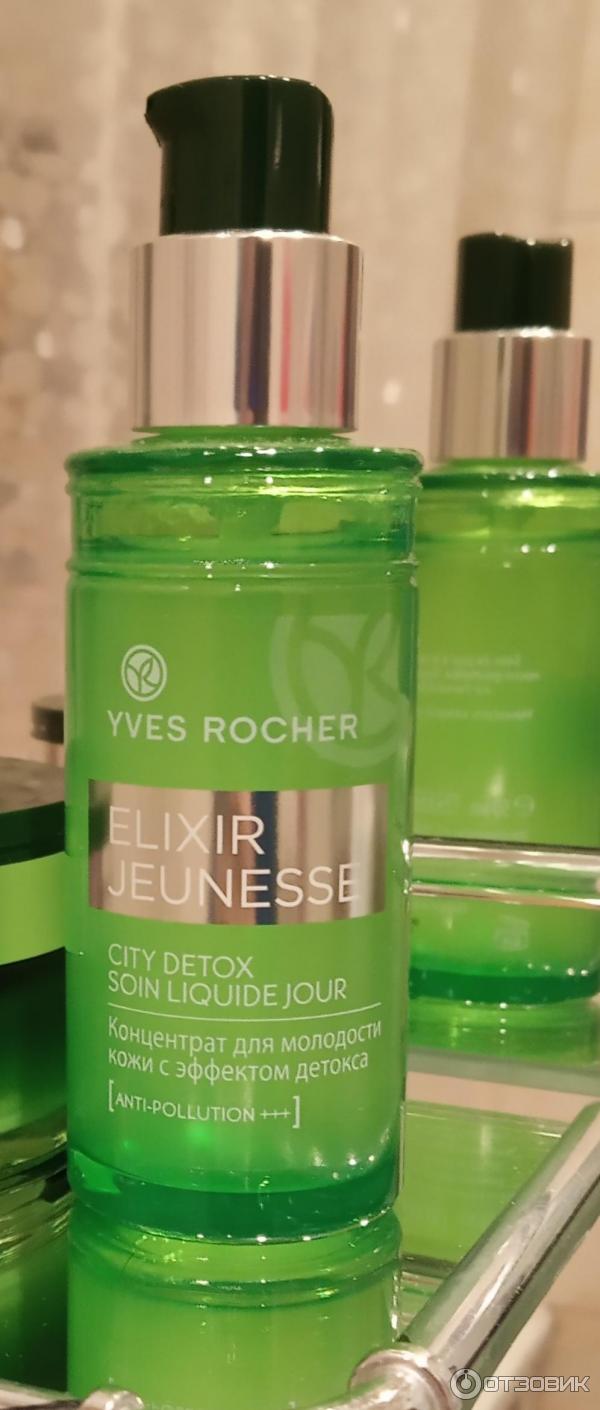 YVES ROCHER
ELIXIR
JEUNESSE
CITY DETOX
SOIN LIQUIDE JOUR
Концентрат для молодости
кожи с эффектом детокса
[ANTI-POLLUTION +++]
ОТЗОВИК